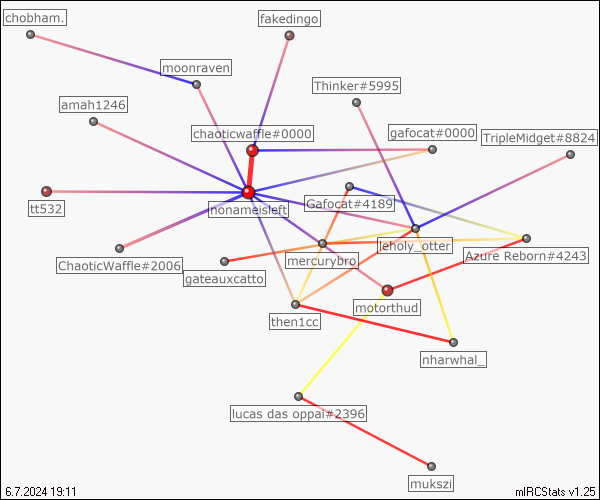 chobham.
fakedingo
moonraven
Thinker#5995
amah1246
chaoticwaffle#0000
gafocat#0000
TripleMidget#8824
tt532
nonameisleft
Gafocat#4189
leholy_otter
ChaoticWaffle#2006
mercurybro
Azure Reborn#4243
gateauxcatto
motorthud
then1cc
nharwhal_
lucas das oppai#2396
mukszi
6.7.2024 19:11
mIRCStats v1.25